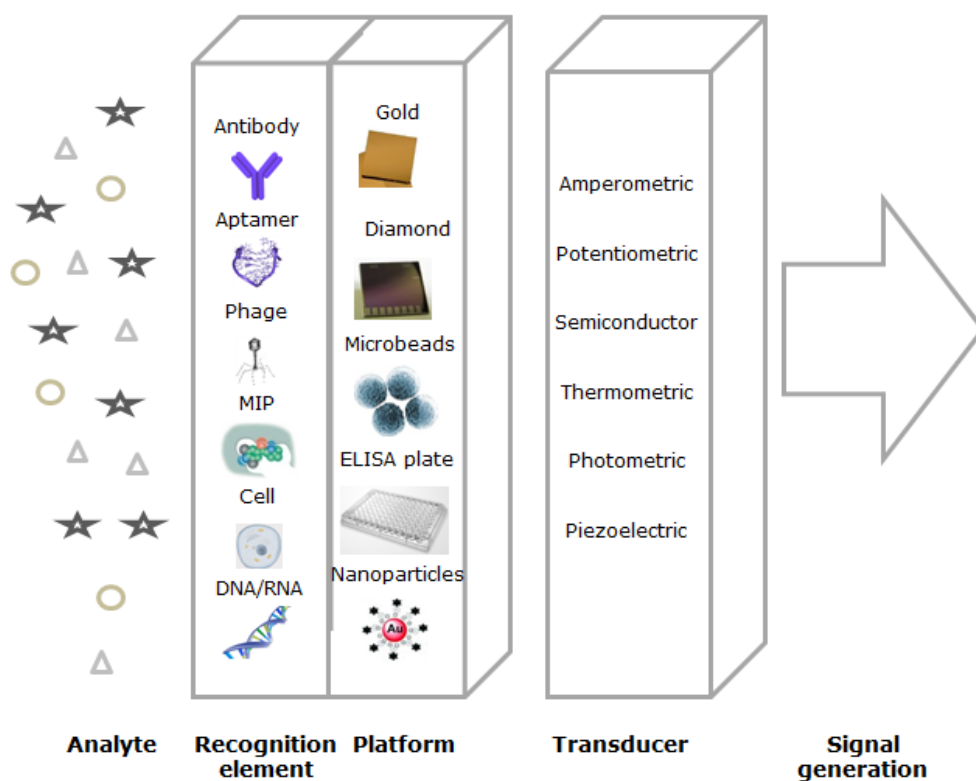 Antibody
Aptamer
Phage
MIP
Cell
DNA/RNA
Gold
Diamond
Microbeads
ELISA plate
Nanoparticles
Au
Amperometric
Potentiometric
Semiconductor
Thermometric
Photometric
Piezoelectric
Analyte
Recognition
element
Platform
Transducer
Signal
generation